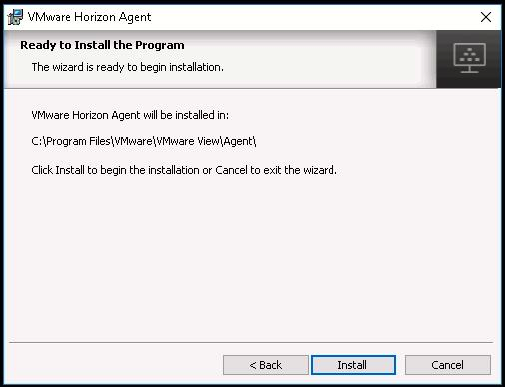 VMware Horizon Agent
Ready to Install the Program
The wizard is ready to begin installation.
VMware Horizon Agent will be installed in:
C:\Program Files\VMware\VMware View\Agent\
Click Install to begin the installation or Cancel to exit the wizard.
< Back
Install
Cancel